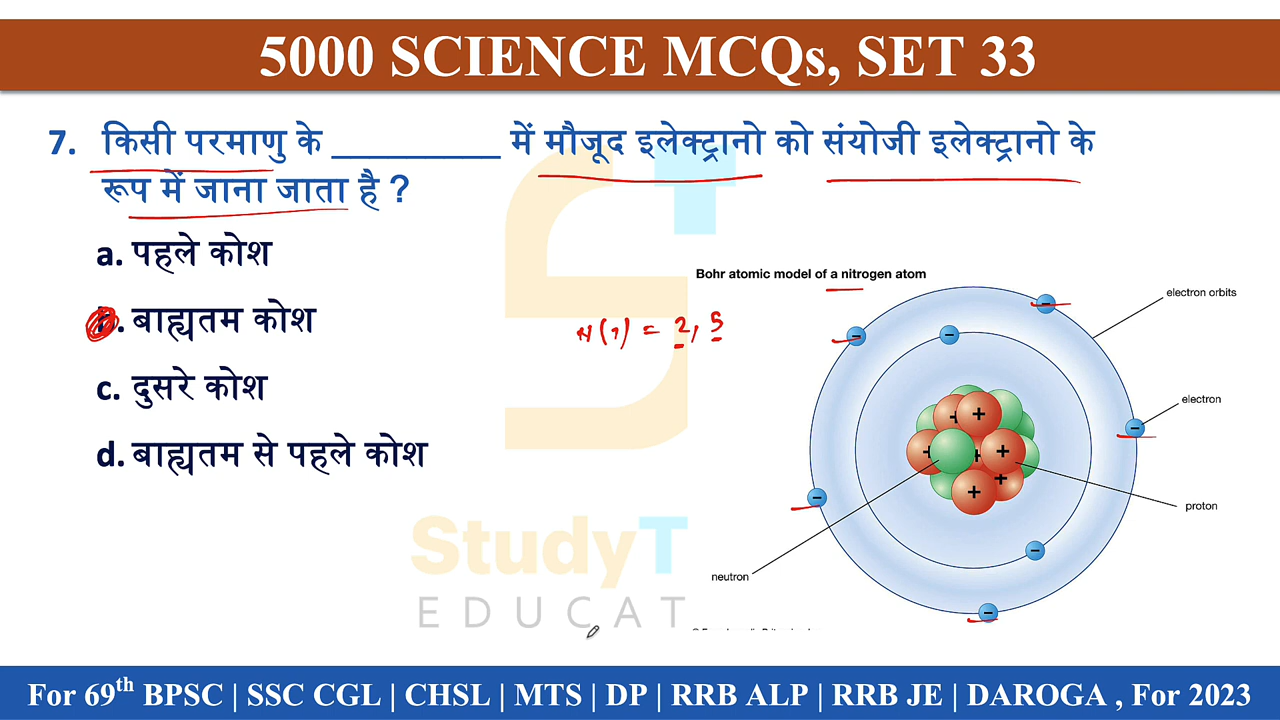 5000 SCIENCE MCQs, SET 33
7. किसी परमाणु के __________ में मौजूद इलेक्ट्रानो को संयोजी इलेक्ट्रानो के
रूप में जाना जाता है ?
a. पहले कोश
b. बाह्यतम कोश
c. दुसरे कोश
d. बाह्यतम से पहले कोश
Bohr atomic model of a nitrogen atom
electron orbits
N(7) = 2, 5
electron
proton
neutron
StudyT
EDUCAT
For 69th BPSC | SSC CGL | CHSL | MTS | DP | RRB ALP | RRB JE | DAROGA , For 2023